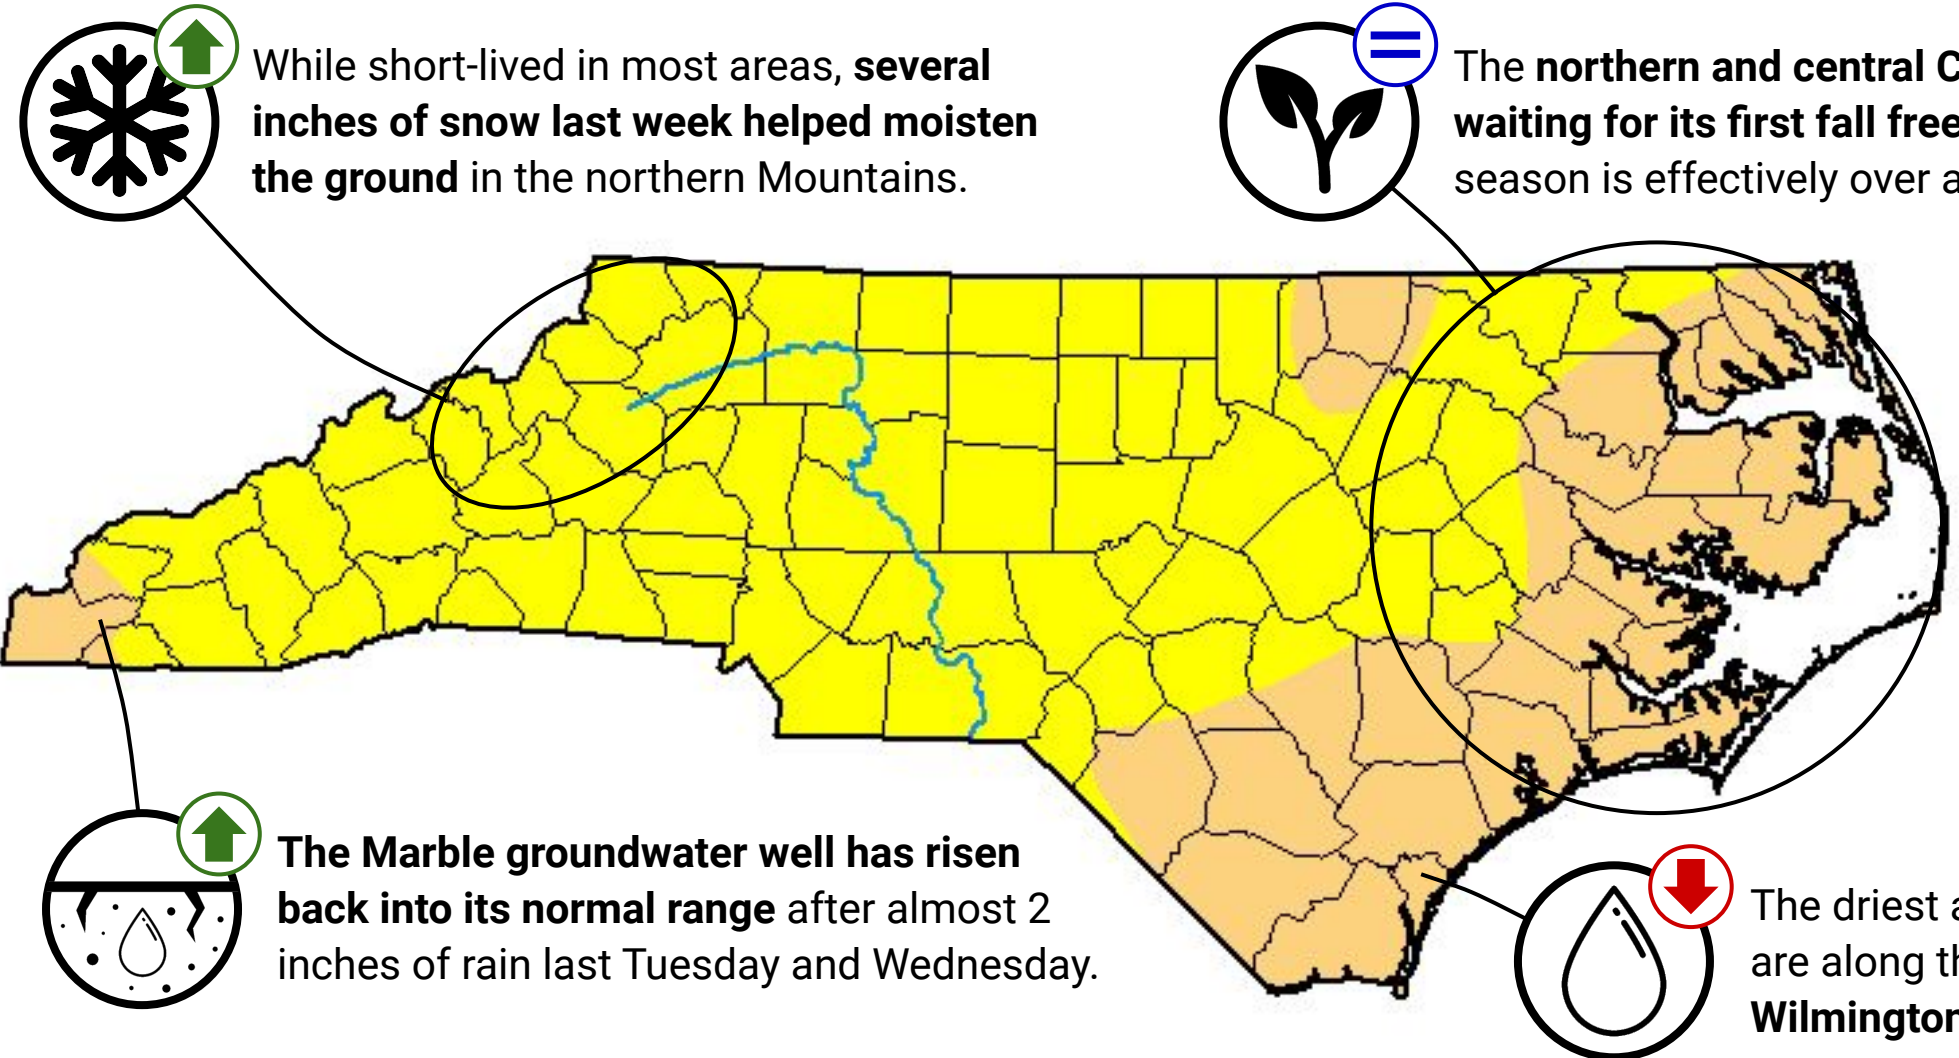 While short-lived in most areas, several
inches of snow last week helped moisten
the ground in the northern Mountains.
The northern and central
waiting for its first fall
season is effectively over
The Marble groundwater well has risen
back into its normal range after almost 2
inches of rain last Tuesday and Wednesday.
The driest
are along
Wilmington